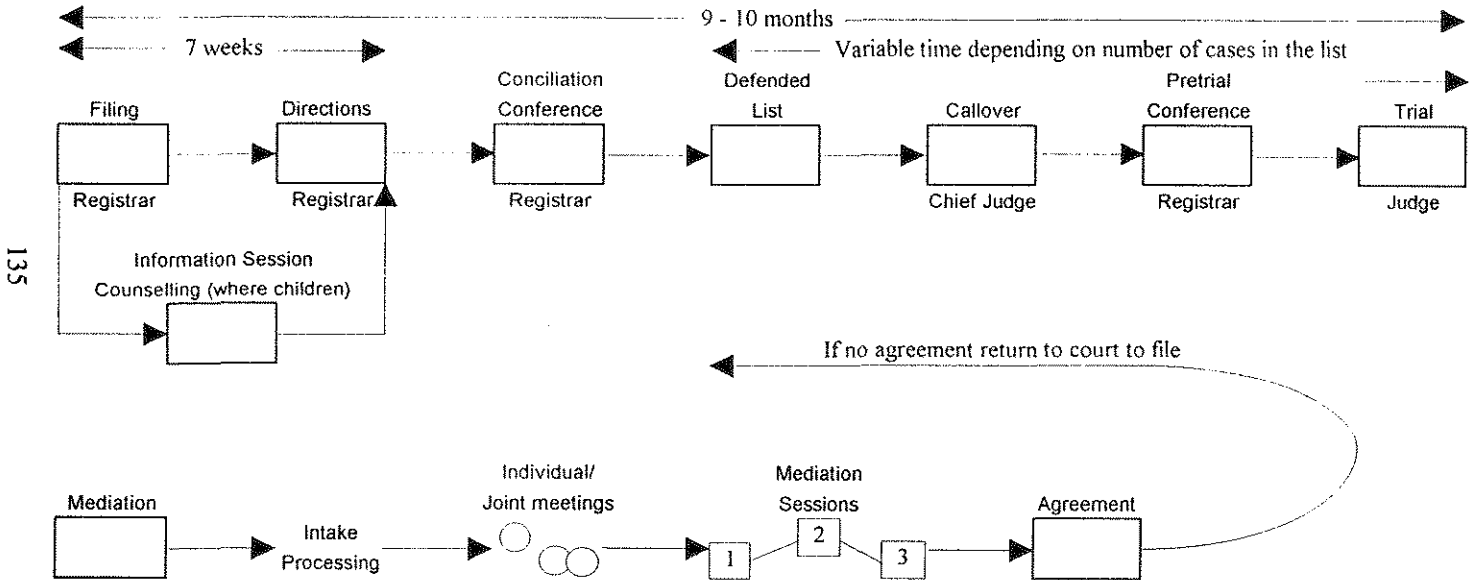 9 - 10 months
7 weeks
Variable time depending on number of cases in the list
Filing
Registrar
Directions
Registrar
Conciliation
Conference
Registrar
Defended
List
Callover
Chief Judge
Pretrial
Conference
Registrar
Trial
Judge
135
Information Session
Counselling (where children)
If no agreement return to court to file
Mediation
Intake
Processing
Individual/
Joint meetings
Mediation
Sessions
1
2
3
Agreement